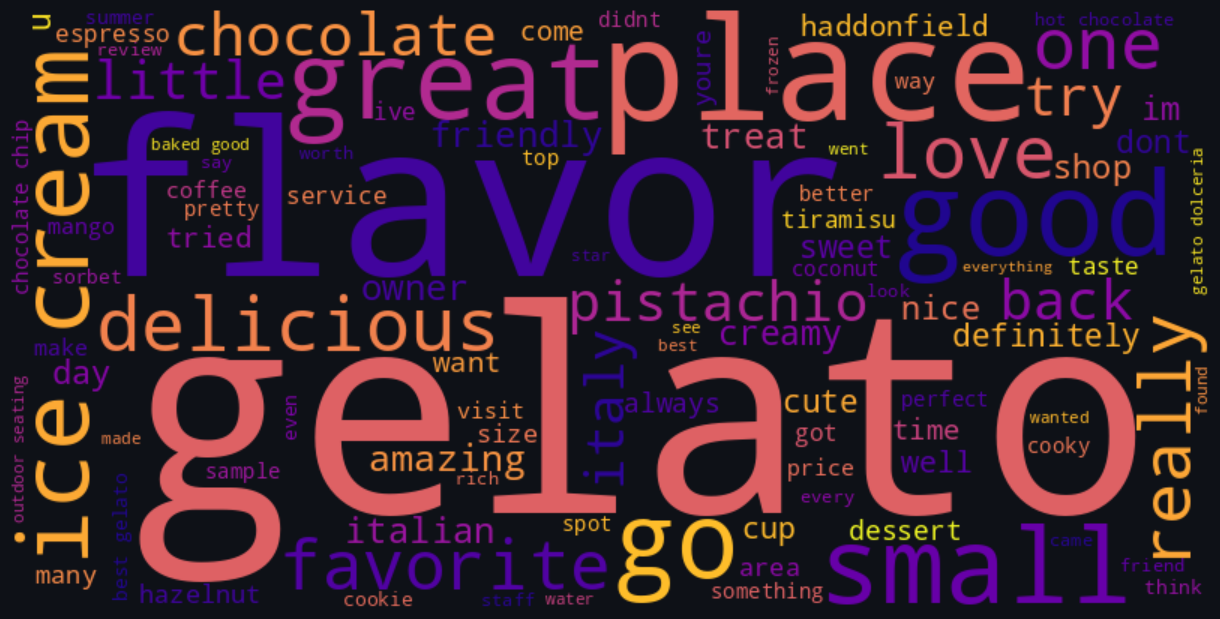 u
summer
espresso
review
chocolate
come
didnt
haddonfield
hot chocolate
one
little
great
place
youre
frozen
way
try
im
live
friendly
treat
love
shop
dont
ice cream
chocolate chip
flavor
baked good
say
worth
top
went
coffee
pretty
service
better
tiramisu
good
gelato dolceria
mango
tried
sweet
star
coconut
everything
taste
sorbet
owner
look
delicious
pistachio
nice
back
see
best
creamy
definitely
make
day
want
italy
really
found
gelato
outdoor seating
made
even
visit
size
always
cute
perfect
wanted
amazing
got
time
cooky
sample
rich
price
well
every
best gelato
italian
spot
go
cup
dessert
small
came
many
favorite
area
friend
think
hazelnut
cookie
staff
water
something